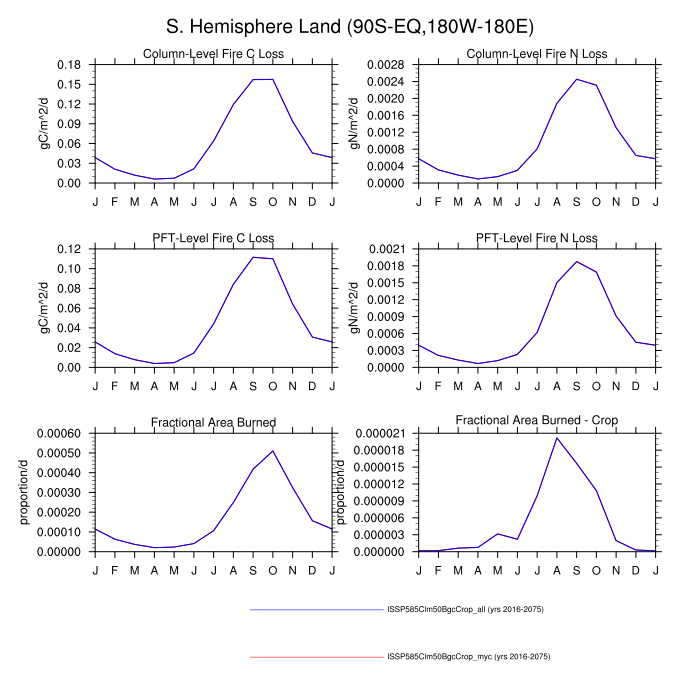 S. Hemisphere Land (90S-EQ,180W-180E)
Column-Level Fire C Loss
gC/m^2/d
0.18
0.15
0.12
0.09
0.06
0.03
0.00
J F M A M J J A S O N D J
Column-Level Fire N Loss
gN/m^2/d
0.0028
0.0024
0.0020
0.0016
0.0012
0.0008
0.0004
0.0000
J F M A M J J A S O N D J
PFT-Level Fire C Loss
gC/m^2/d
0.12
0.10
0.08
0.06
0.04
0.02
0.00
J F M A M J J A S O N D J
PFT-Level Fire N Loss
gN/m^2/d
0.0021
0.0018
0.0015
0.0012
0.0009
0.0006
0.0003
0.0000
J F M A M J J A S O N D J
Fractional Area Burned
proportion/d
0.00060
0.00050
0.00040
0.00030
0.00020
0.00010
0.00000
J F M A M J J A S O N D J
Fractional Area Burned - Crop
proportion/d
0.000021
0.000018
0.000015
0.000012
0.000009
0.000006
0.000003
0.000000
J F M A M J J A S O N D J
ISSP585Clm50BgcCrop_all (yrs 2016-2075)
ISSP585Clm50BgcCrop_myc (yrs 2016-2075)